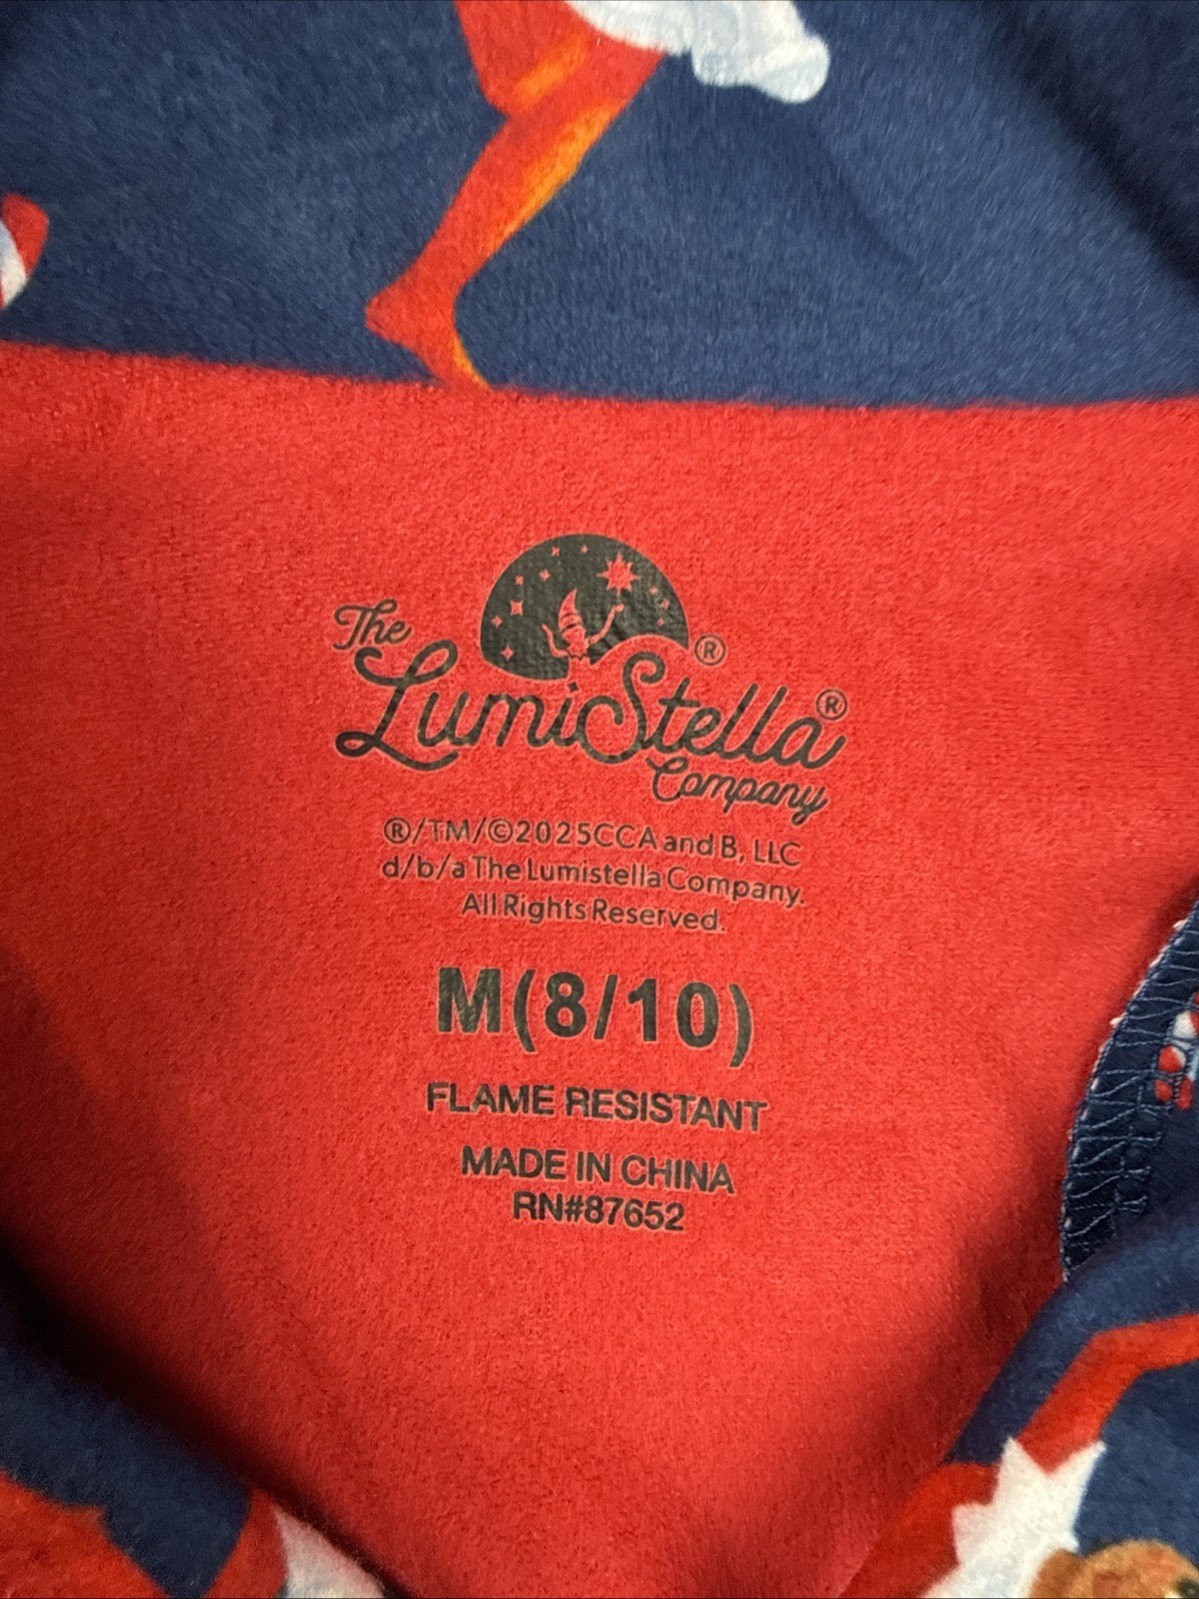 The
LumiStella®
Company
®
®/TM/©2025CCA and B, LLC
d/b/a The Lumistella Company.
All Rights Reserved.
M(8/10)
FLAME RESISTANT
MADE IN CHINA
RN#87652